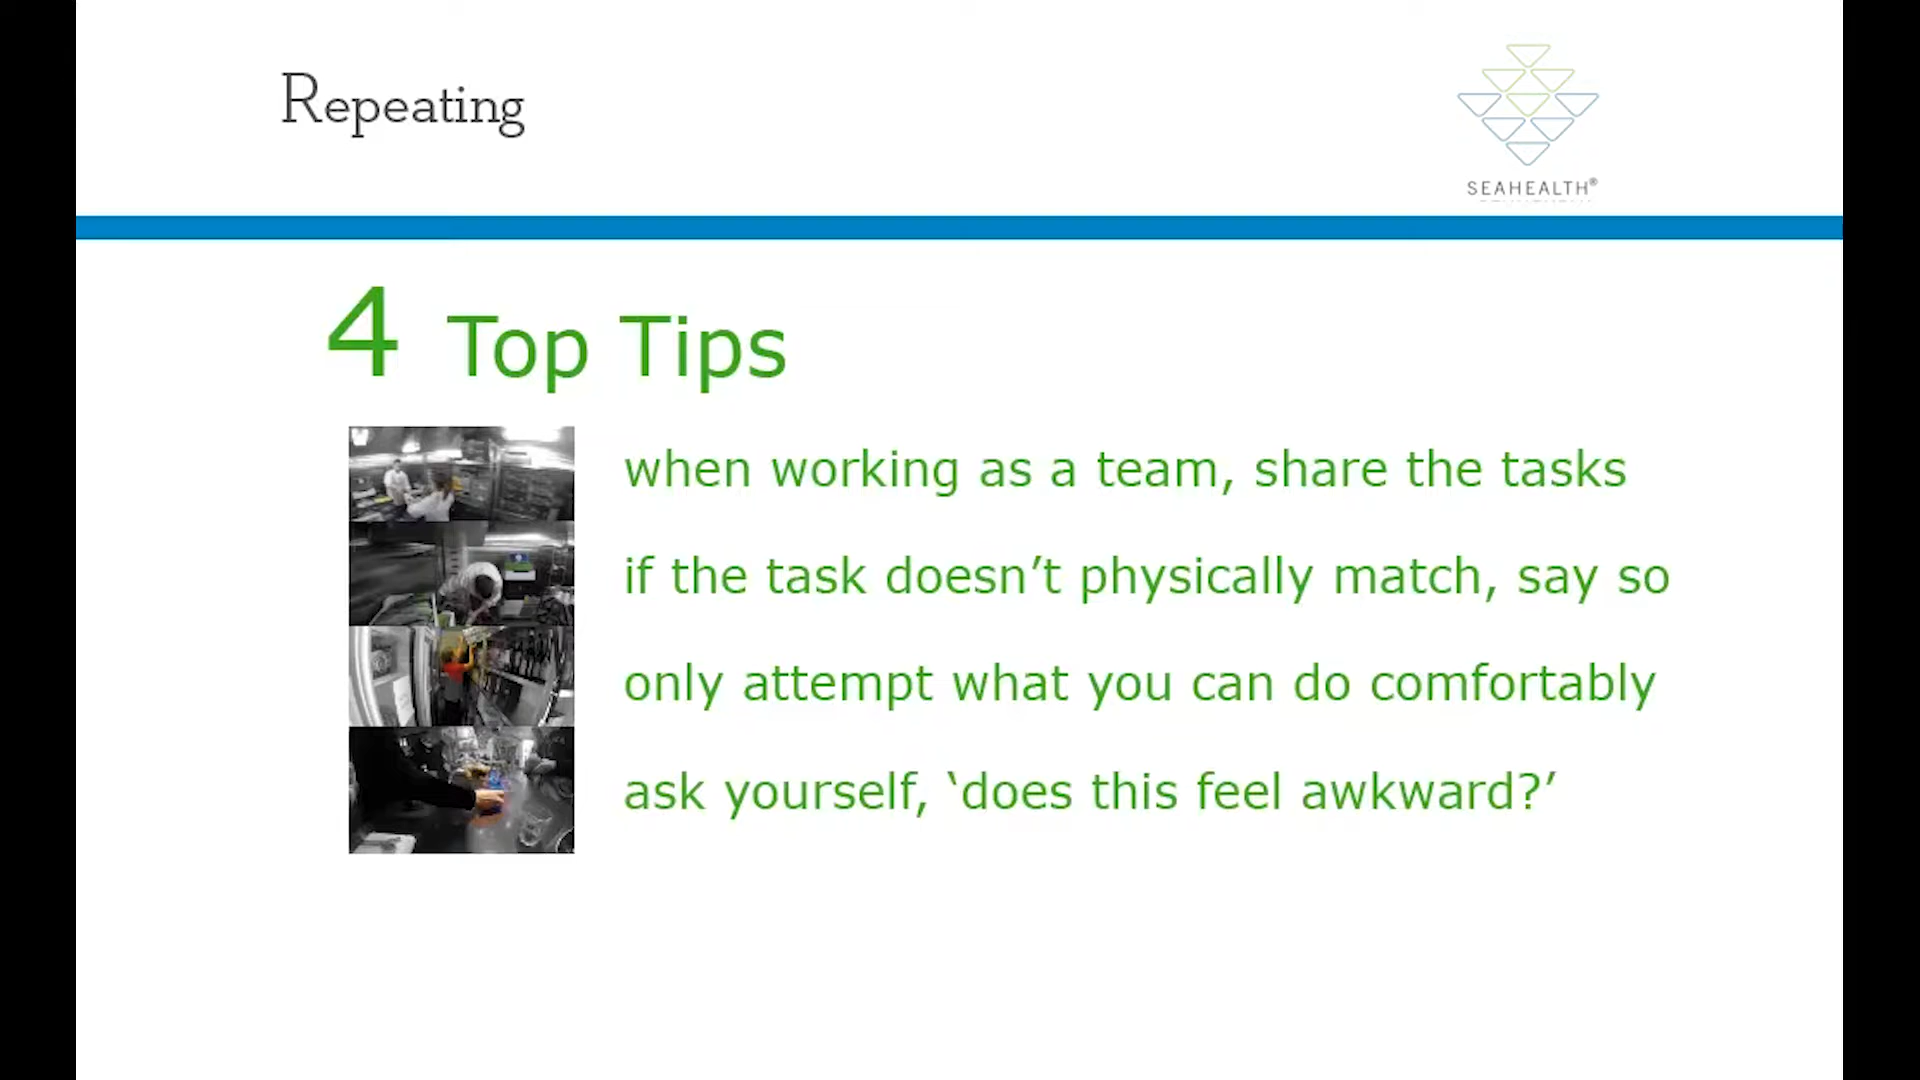 Repeating
SEAHEALTH®
4 Top Tips
when working as a team, share the tasks
if the task doesn’t physically match, say so
only attempt what you can do comfortably
ask yourself, ‘does this feel awkward?’